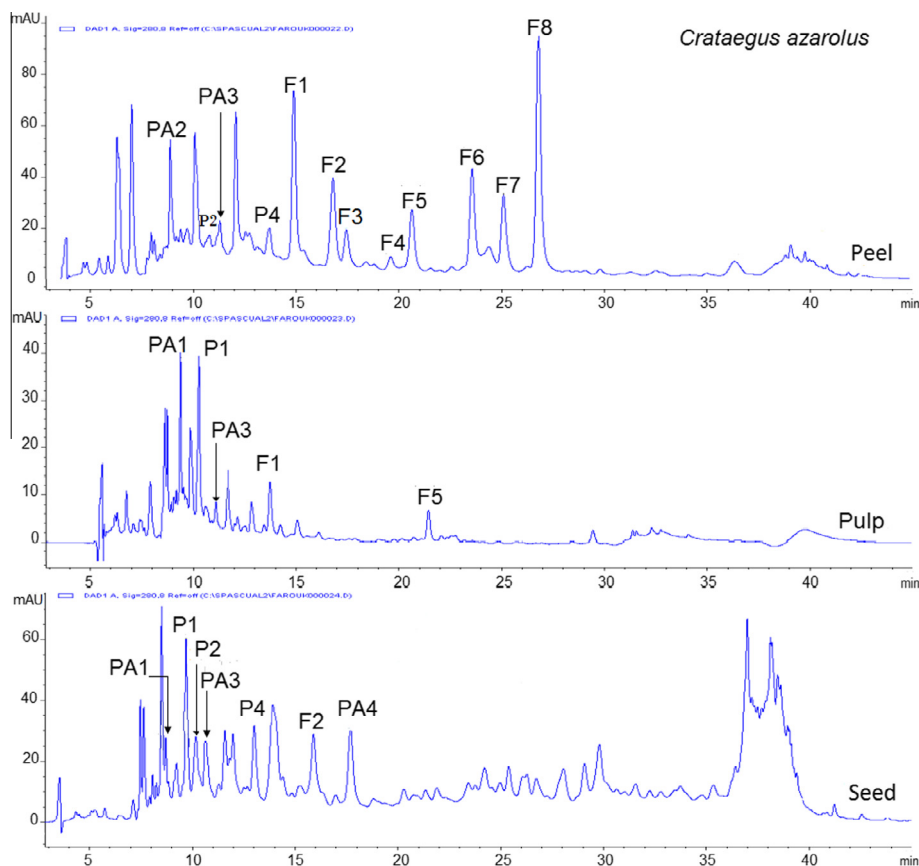 mAU
DAD1 A, Sig=280,8 Ref=off (C:\SPASCUAL2\FAROUK000022.D)
Crataegus azarolus
F8
80
F1
PA3
60
PA2
F6
F2
40
F7
F5
P2
P4
F3
20
F4
Peel
0
5 10 15 20 25 30 35 40 min
mAU
DAD1 A, Sig=280,8 Ref=off (C:\SPASCUAL2\FAROUK000023.D)
PA1 P1
40
30
PA3
20
F1
10
F5
Pulp
0
5 10 15 20 25 30 35 40 min
mAU
DAD1 A, Sig=280,8 Ref=off (C:\SPASCUAL2\FAROUK000024.D)
P1
60
P2
PA1
PA3
40
P4
F2
PA4
20
Seed
0
5 10 15 20 25 30 35 40 min